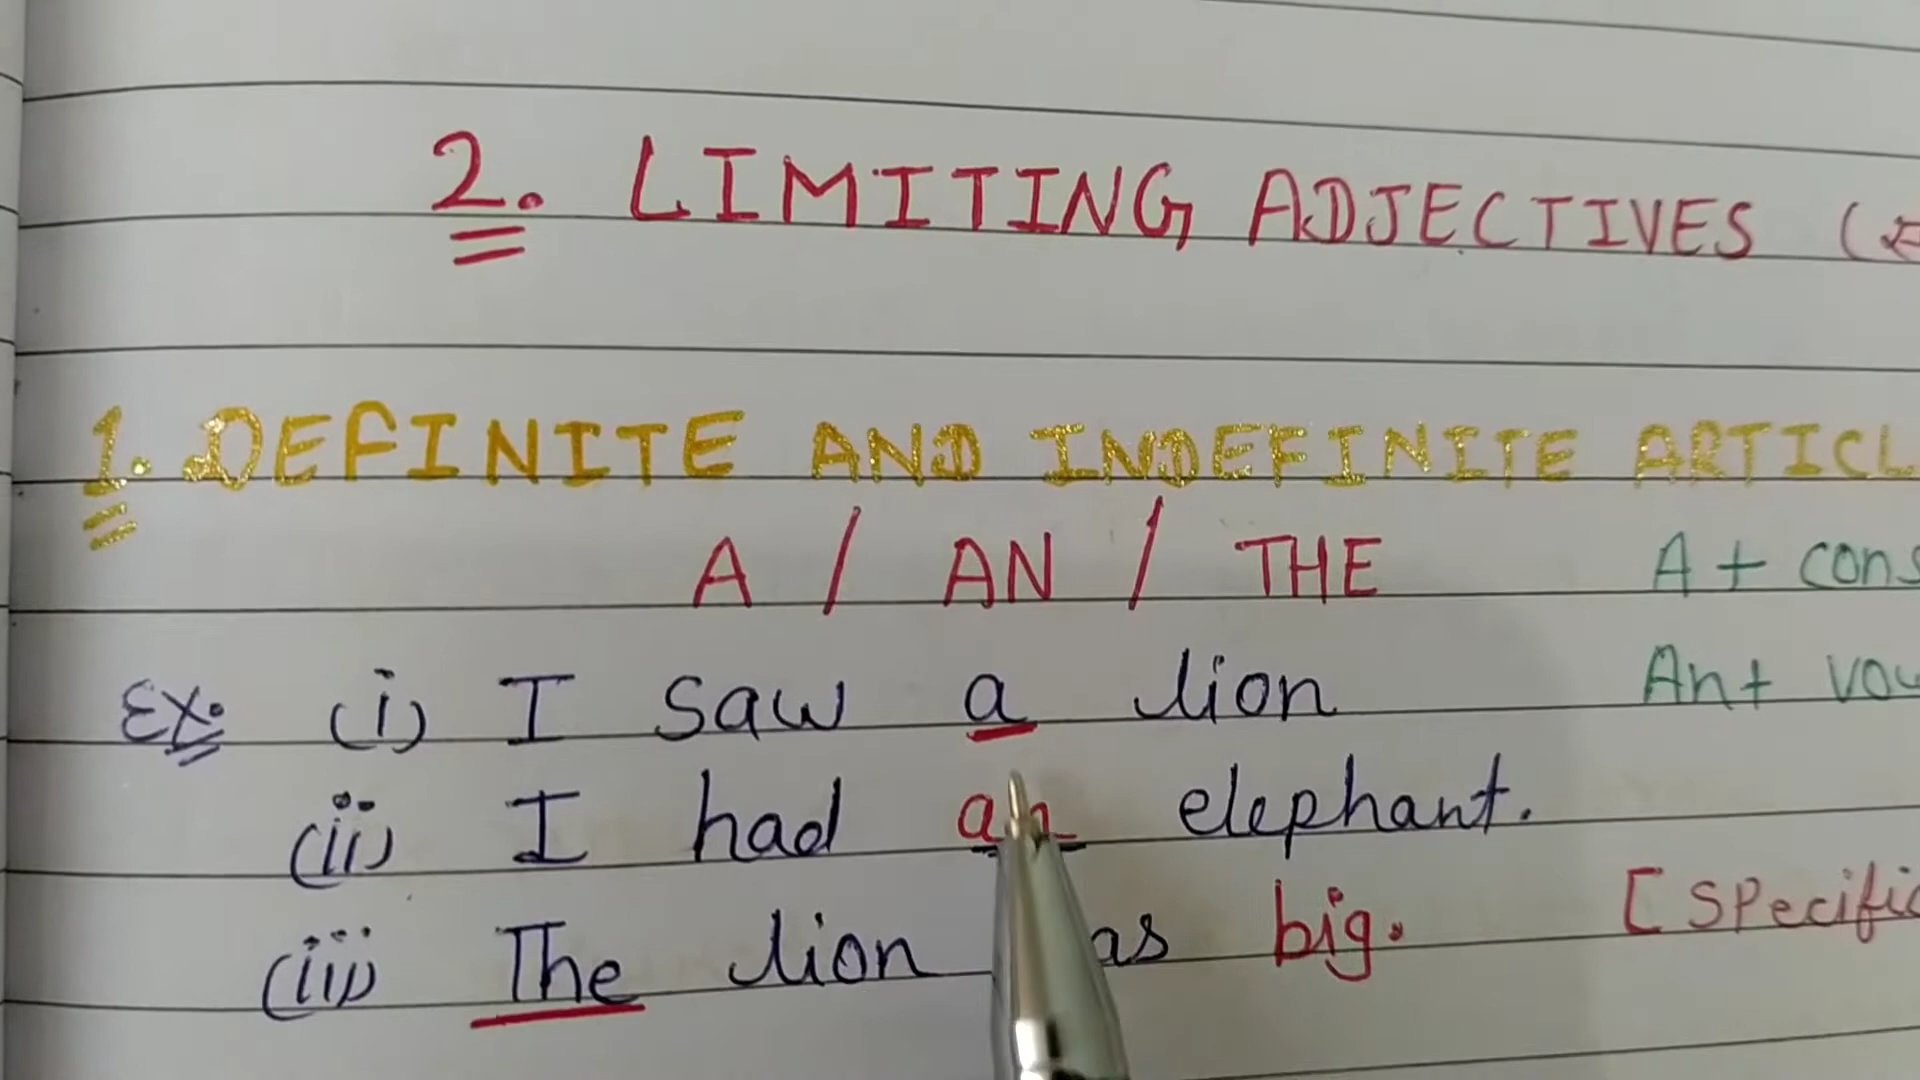 2. LIMITING ADJECTIVES (
1. DEFINITE AND INDEFINITE ARTICL
A / AN / THE A + cons
Ex. (i) I saw a lion An + vow
(ii) I had an elephant.
(iii) The lion as big. [Specific